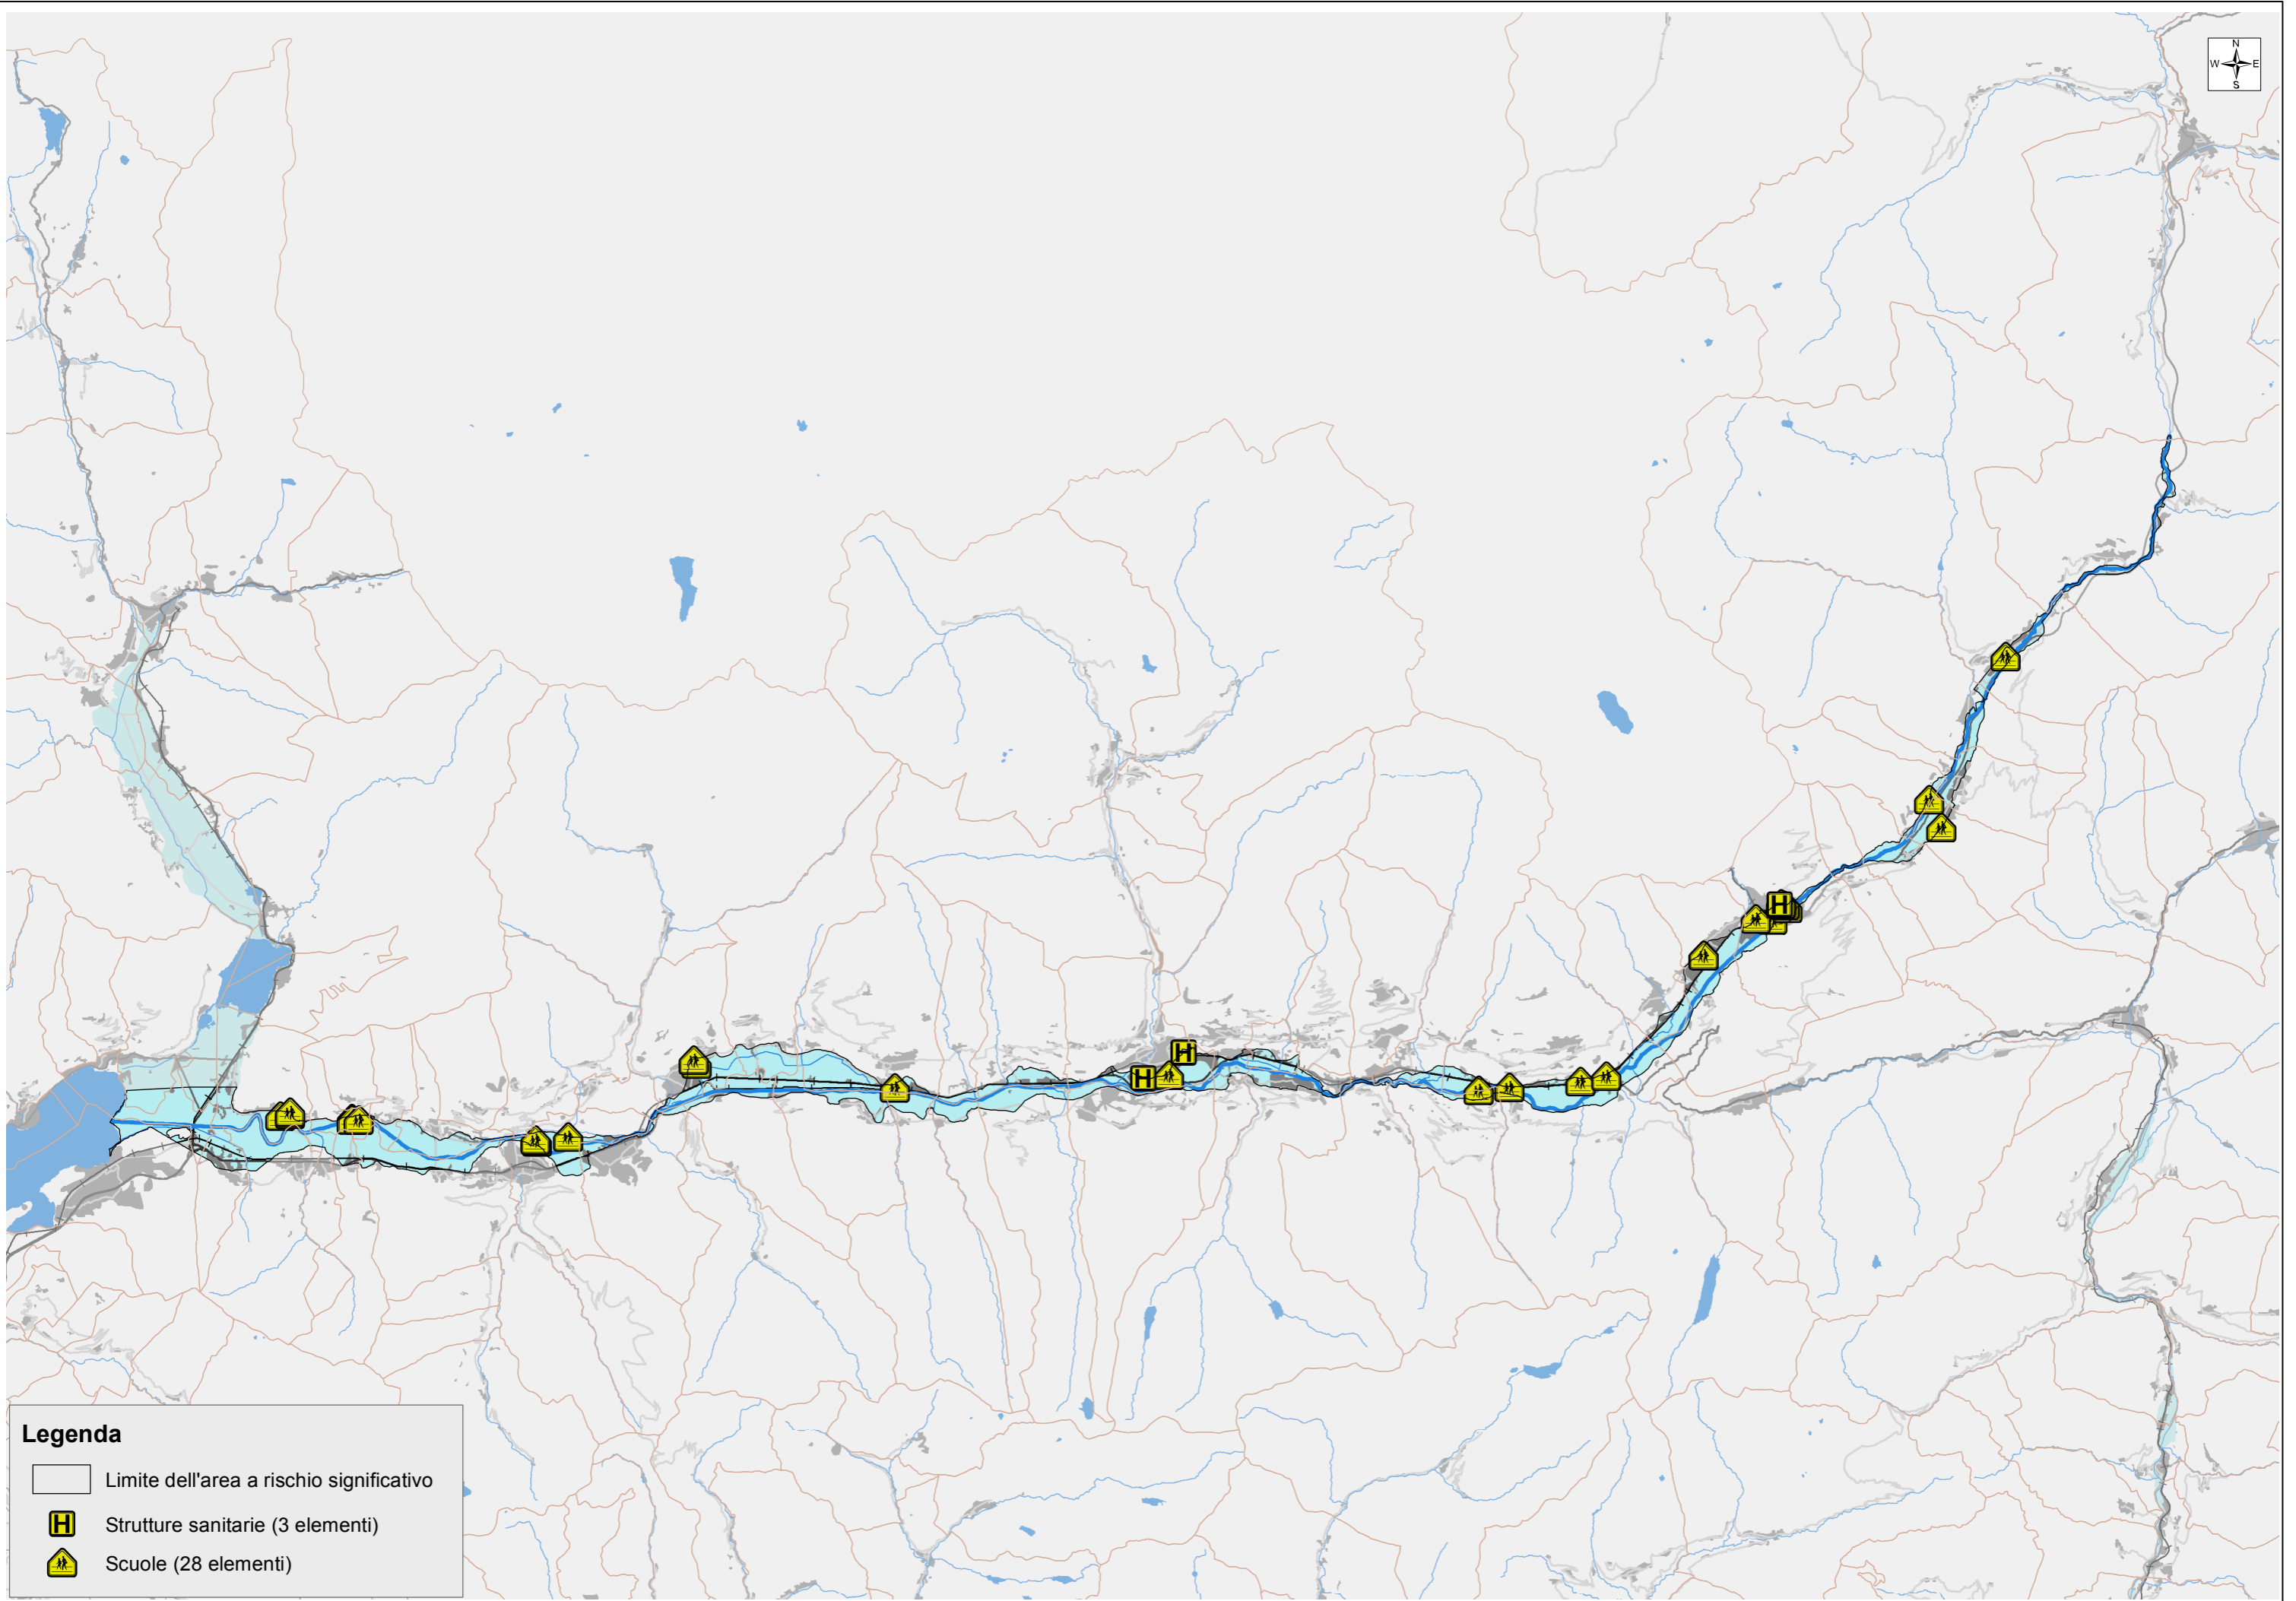 N
W E
S
Legenda
Limite dell'area a rischio significativo
H Strutture sanitarie (3 elementi)
Scuole (28 elementi)
H
H
H